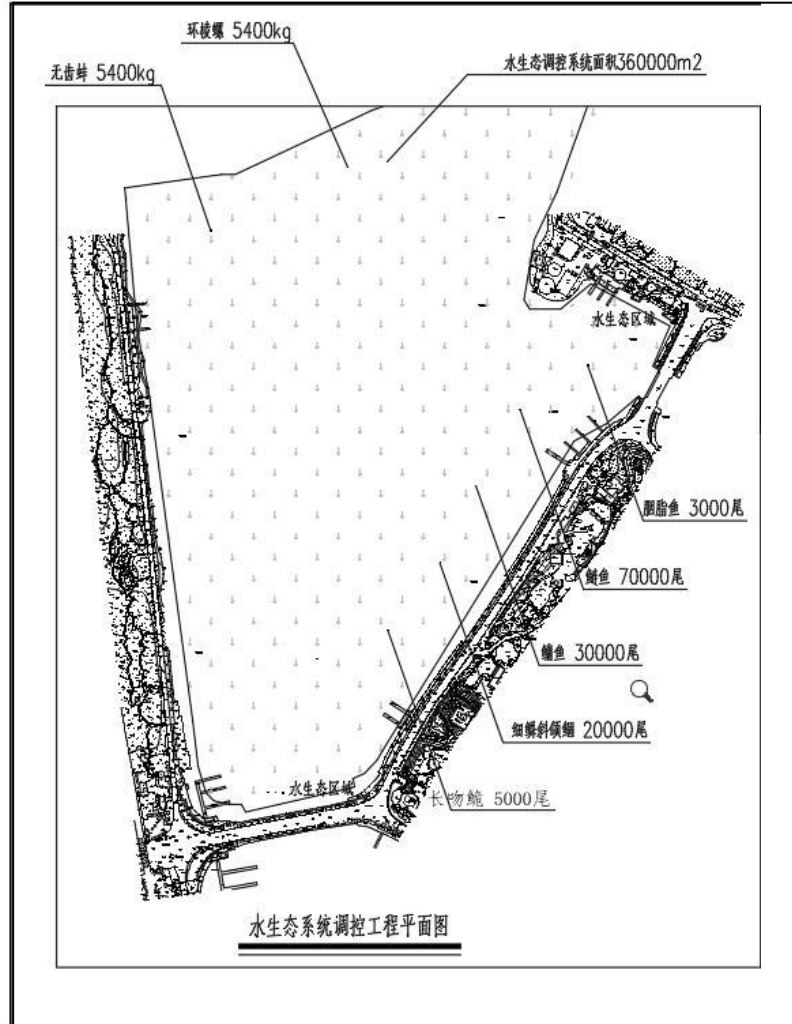 环棱螺 5400kg
无齿蚌 5400kg
水生态调控系统面积360000m2
水生态区域
胭脂鱼 3000尾
鲢鱼 70000尾
鳙鱼 30000尾
细鳞斜颌鲴 20000尾
水生态区域
长吻鮠 5000尾
水生态系统调控工程平面图